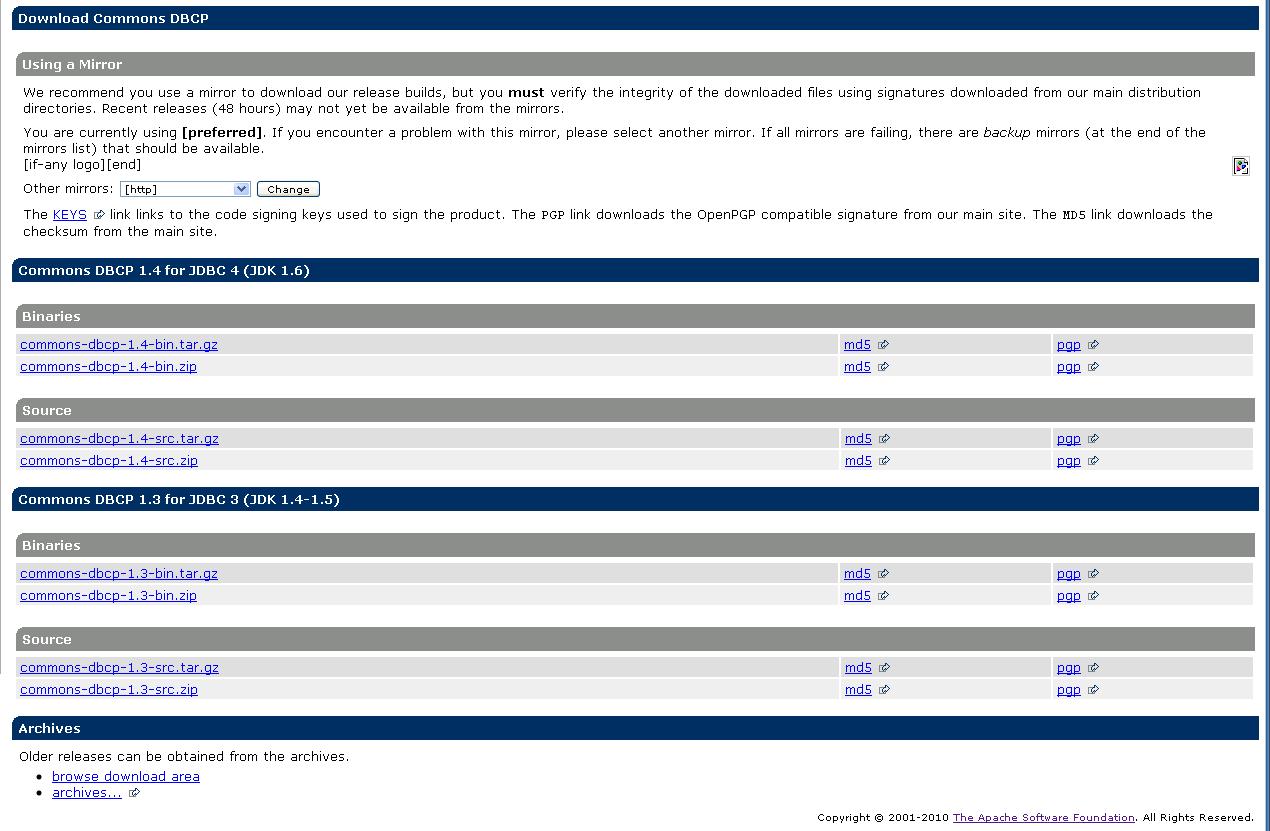 Download Commons DBCP
Using a Mirror
We recommend you use a mirror to download our release builds, but you must verify the integrity of the downloaded files using signatures downloaded from our main distribution
directories. Recent releases (48 hours) may not yet be available from the mirrors.
You are currently using [preferred]. If you encounter a problem with this mirror, please select another mirror. If all mirrors are failing, there are backup mirrors (at the end of the
mirrors list) that should be available.
[if-any logo][end]
Other mirrors: [http] Change
The KEYS link links to the code signing keys used to sign the product. The PGP link downloads the OpenPGP compatible signature from our main site. The MD5 link downloads the
checksum from the main site.
Commons DBCP 1.4 for JDBC 4 (JDK 1.6)
Binaries
commons-dbcp-1.4-bin.tar.gz md5 pgp
commons-dbcp-1.4-bin.zip md5 pgp
Source
commons-dbcp-1.4-src.tar.gz md5 pgp
commons-dbcp-1.4-src.zip md5 pgp
Commons DBCP 1.3 for JDBC 3 (JDK 1.4-1.5)
Binaries
commons-dbcp-1.3-bin.tar.gz md5 pgp
commons-dbcp-1.3-bin.zip md5 pgp
Source
commons-dbcp-1.3-src.tar.gz md5 pgp
commons-dbcp-1.3-src.zip md5 pgp
Archives
Older releases can be obtained from the archives.
• browse download area
• archives...
Copyright © 2001-2010 The Apache Software Foundation. All Rights Reserved.